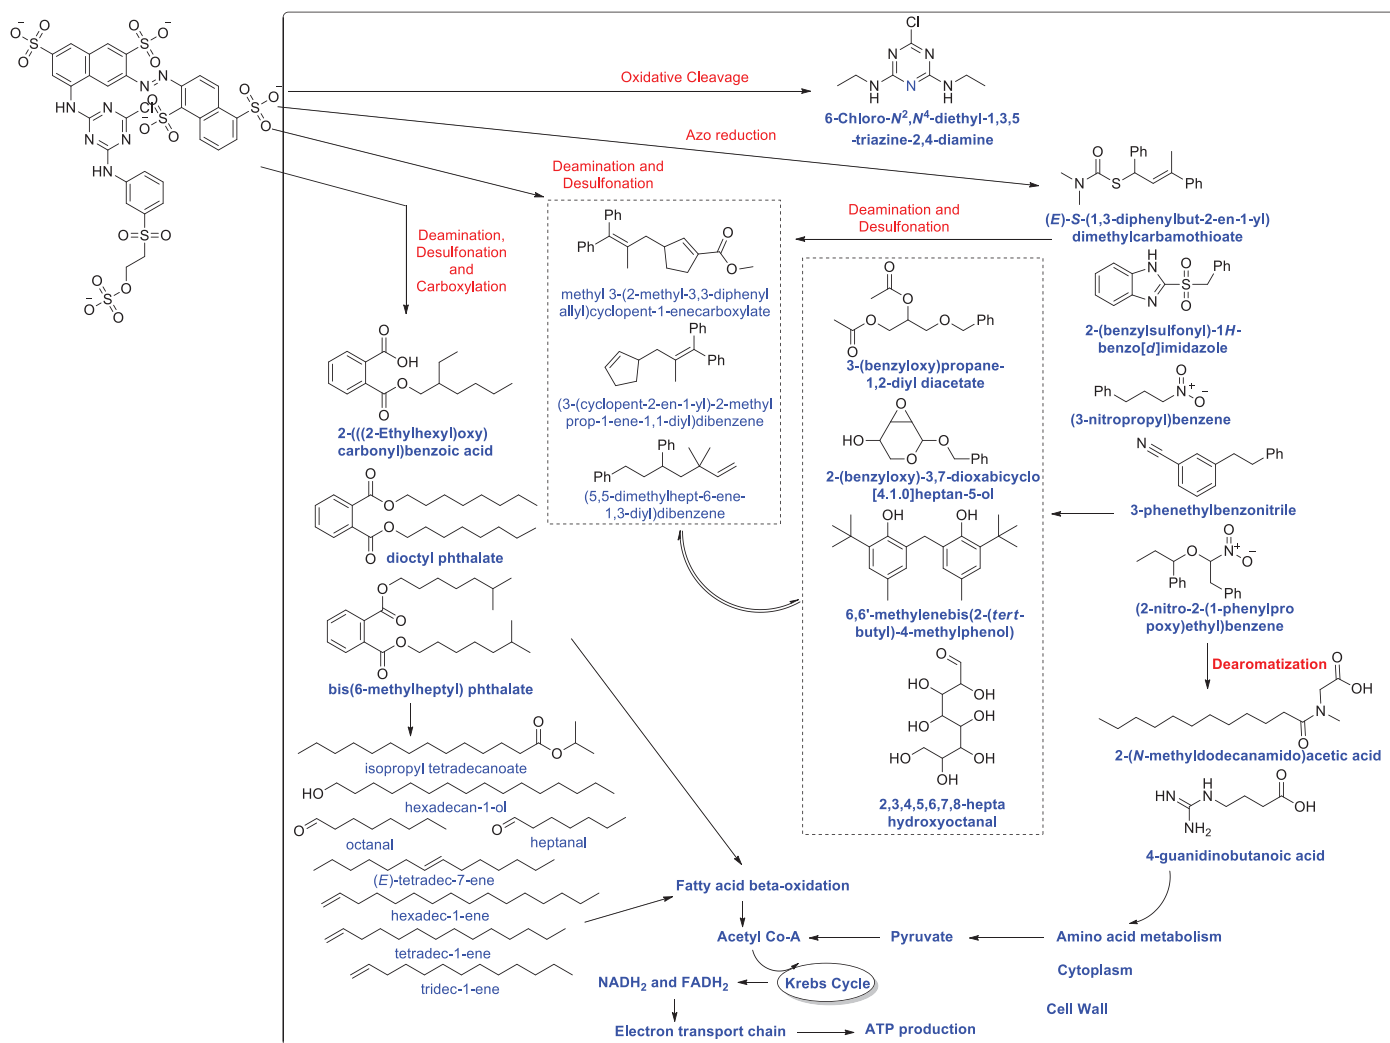 Oxidative Cleavage
6-Chloro-N²,N⁴-diethyl-1,3,5
-triazine-2,4-diamine
Azo reduction
(E)-S-(1,3-diphenylbut-2-en-1-yl)
dimethylcarbamothioate
Deamination and
Desulfonation
Deamination and
Desulfonation
Deamination,
Desulfonation
and
Carboxylation
methyl 3-(2-methyl-3,3-diphenyl
allyl)cyclopent-1-enecarboxylate
(3-(cyclopent-2-en-1-yl)-2-methyl
prop-1-ene-1,1-diyl)dibenzene
(5,5-dimethylhept-6-ene-
1,3-diyl)dibenzene
3-(benzyloxy)propane-
1,2-diyl diacetate
2-(benzyloxy)-3,7-dioxabicyclo
[4.1.0]heptan-5-ol
6,6'-methylenebis(2-(tert-
butyl)-4-methylphenol)
2,3,4,5,6,7,8-hepta
hydroxyoctanal
2-(benzylsulfonyl)-1H-
benzo[d]imidazole
(3-nitropropyl)benzene
3-phenethylbenzonitrile
(2-nitro-2-(1-phenylpro
poxy)ethyl)benzene
Dearomatization
2-(N-methyldodecanamido)acetic acid
4-guanidinobutanoic acid
2-(((2-Ethylhexyl)oxy)
carbonyl)benzoic acid
dioctyl phthalate
bis(6-methylheptyl) phthalate
isopropyl tetradecanoate
hexadecan-1-ol
octanal
heptanal
(E)-tetradec-7-ene
hexadec-1-ene
tetradec-1-ene
tridec-1-ene
Fatty acid beta-oxidation
Acetyl Co-A
Pyruvate
Amino acid metabolism
Cytoplasm
Cell Wall
Krebs Cycle
NADH₂ and FADH₂
Electron transport chain
ATP production